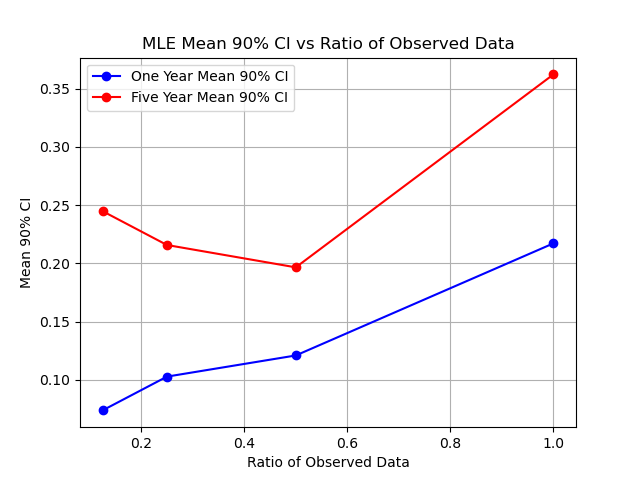 MLE Mean 90% CI vs Ratio of Observed Data
One Year Mean 90% CI
Five Year Mean 90% CI
0.35
0.30
0.25
0.20
0.15
0.10
Mean 90% CI
0.2 0.4 0.6 0.8 1.0
Ratio of Observed Data